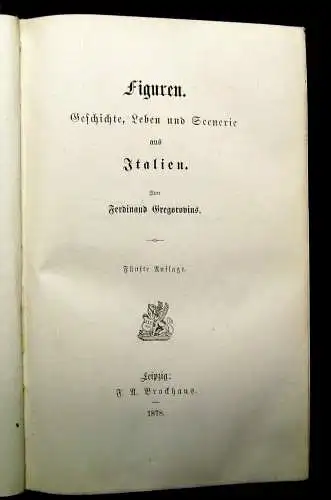 Figuren.
Geschichte, Leben und Scenerie
aus
Italien.
Von
Ferdinand Gregorovius.
Fünfte Auflage.
Leipzig:
F. A. Brockhaus.
1878.